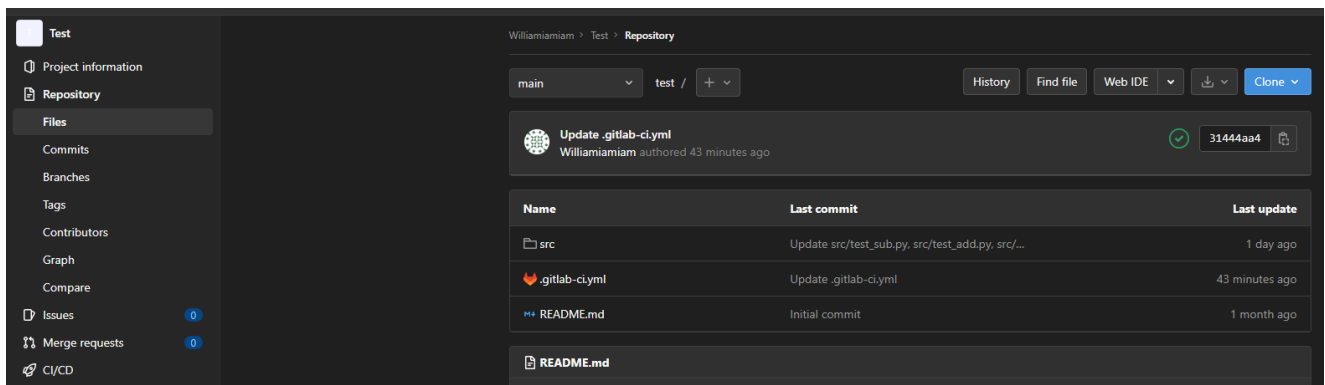 Test
Project information
Repository
Files
Commits
Branches
Tags
Contributors
Graph
Compare
Issues 0
Merge requests 0
CI/CD
Williamiamiam > Test > Repository
main test / +
History Find file Web IDE Clone
Update .gitlab-ci.yml
Williamiamiam authored 43 minutes ago
31444aa4
Name Last commit Last update
src Update src/test_sub.py, src/test_add.py, src/... 1 day ago
.gitlab-ci.yml Update .gitlab-ci.yml 43 minutes ago
M↓ README.md Initial commit 1 month ago
README.md